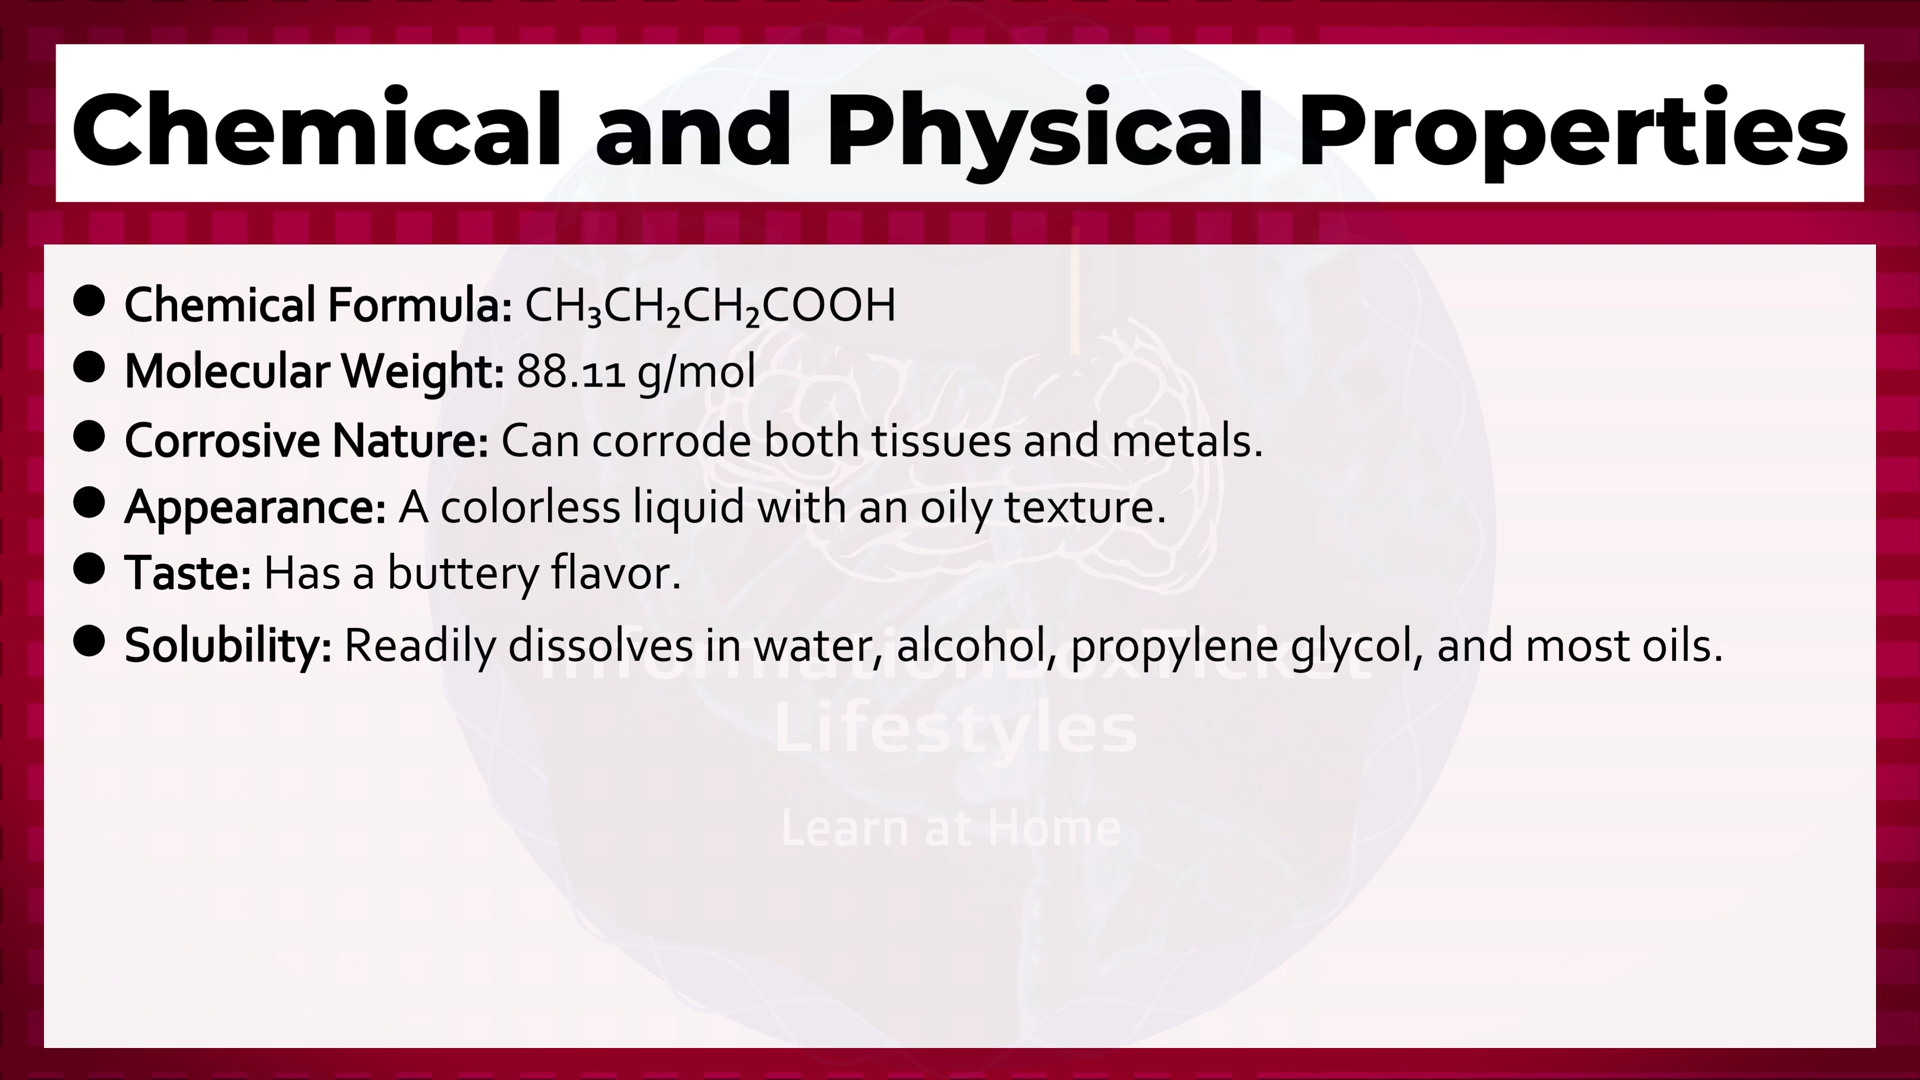 Chemical and Physical Properties
● Chemical Formula: CH₃CH₂CH₂COOH
● Molecular Weight: 88.11 g/mol
● Corrosive Nature: Can corrode both tissues and metals.
● Appearance: A colorless liquid with an oily texture.
● Taste: Has a buttery flavor.
● Solubility: Readily dissolves in water, alcohol, propylene glycol, and most oils.
InformationBoxTicket
Lifestyles
Learn at Home